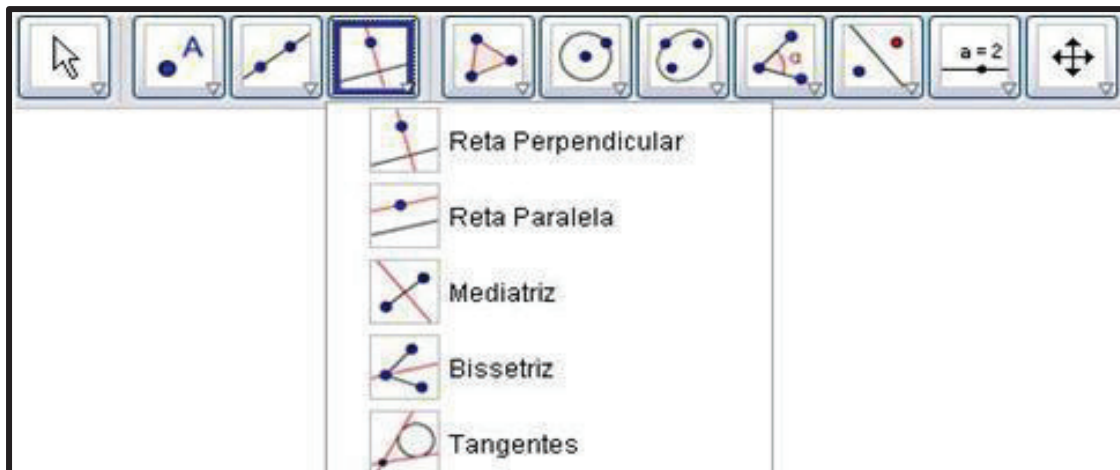 A
α
a = 2
Reta Perpendicular
Reta Paralela
Mediatriz
Bissetriz
Tangentes